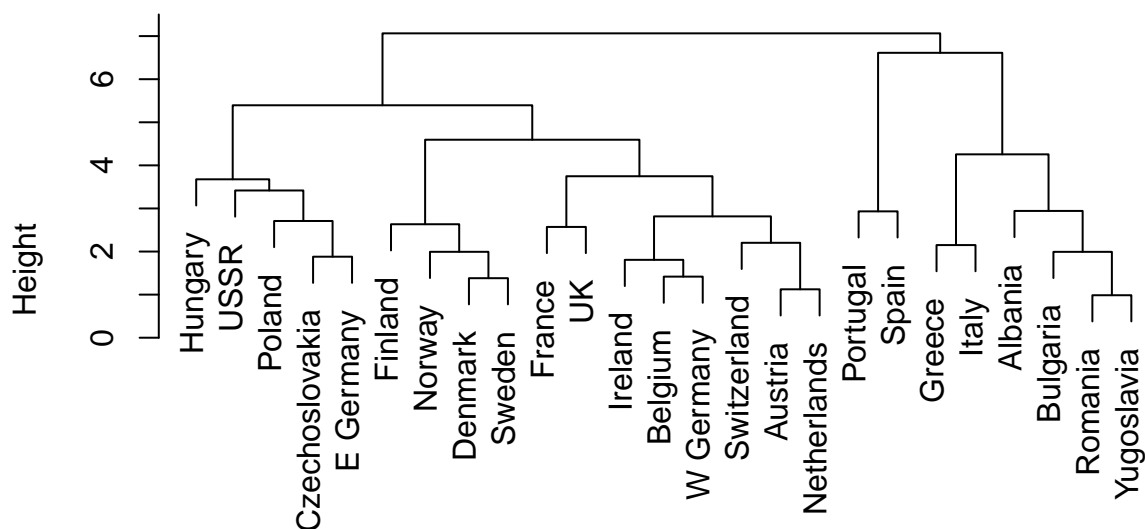 Height
6
4
2
0
Hungary
USSR
Poland
Czechoslovakia
E Germany
Finland
Norway
Denmark
Sweden
France
UK
Ireland
Belgium
W Germany
Switzerland
Austria
Netherlands
Portugal
Spain
Greece
Italy
Albania
Bulgaria
Romania
Yugoslavia